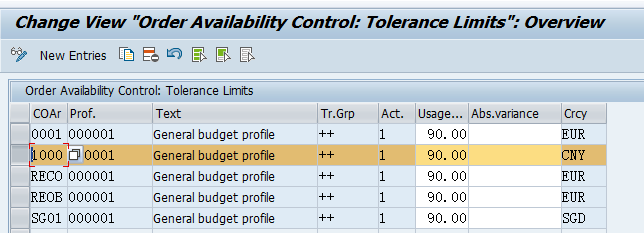 Change View "Order Availability Control: Tolerance Limits": Overview
New Entries
Order Availability Control: Tolerance Limits
COAr Prof. Text Tr.Grp Act. Usage... Abs.variance Crcy
0001 000001 General budget profile ++ 1 90.00 EUR
1000 0001 General budget profile ++ 1 90.00 CNY
RECO 000001 General budget profile ++ 1 90.00 EUR
REOB 000001 General budget profile ++ 1 90.00 EUR
SG01 000001 General budget profile ++ 1 90.00 SGD